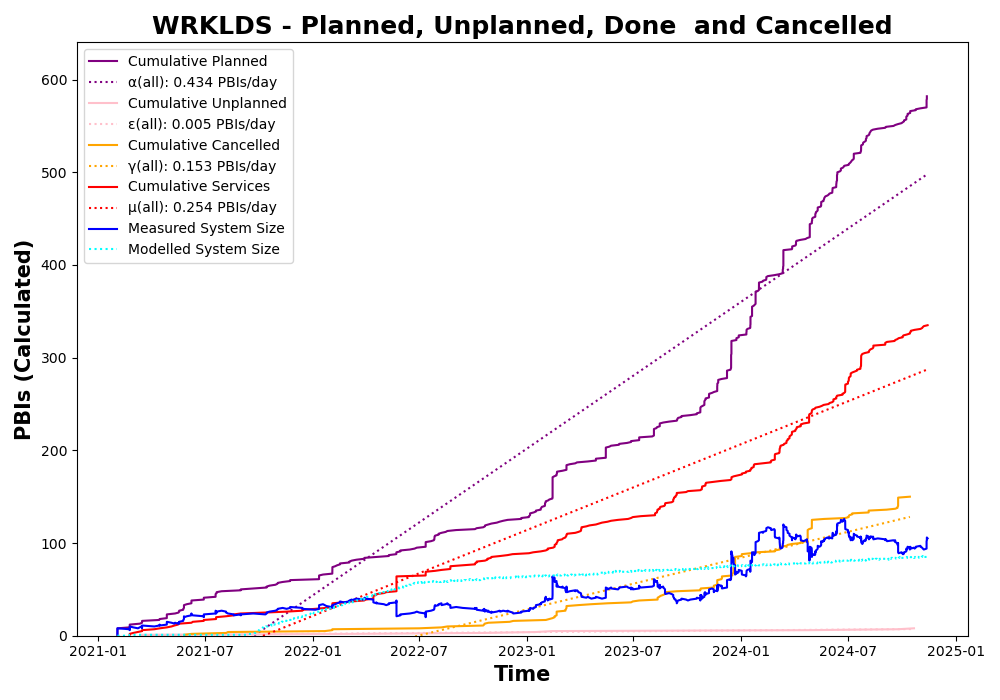 WRKLDS - Planned, Unplanned, Done  and Cancelled
PBIs (Calculated)
600
500
400
300
200
100
0
Cumulative Planned
α(all): 0.434 PBIs/day
Cumulative Unplanned
ε(all): 0.005 PBIs/day
Cumulative Cancelled
γ(all): 0.153 PBIs/day
Cumulative Services
μ(all): 0.254 PBIs/day
Measured System Size
Modelled System Size
2021-01 2021-07 2022-01 2022-07 2023-01 2023-07 2024-01 2024-07 2025-01
Time